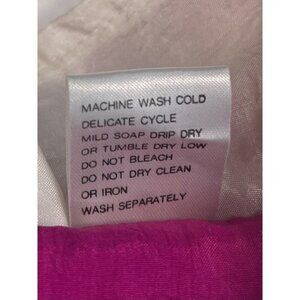 MACHINE WASH COLD
DELICATE CYCLE
MILD SOAP DRIP DRY
OR TUMBLE DRY LOW
DO NOT BLEACH
DO NOT DRY CLEAN
OR IRON
WASH SEPARATELY